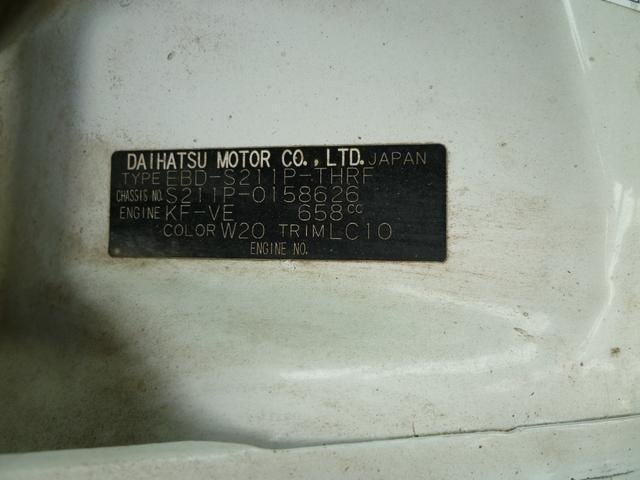 DAIHATSU MOTOR CO., LTD. JAPAN
TYPE EBD-S211P-THRF
CHASSIS NO. S211P-0158626
ENGINE KF-VE 658cc
COLOR W20 TRIM LC10
ENGINE NO.